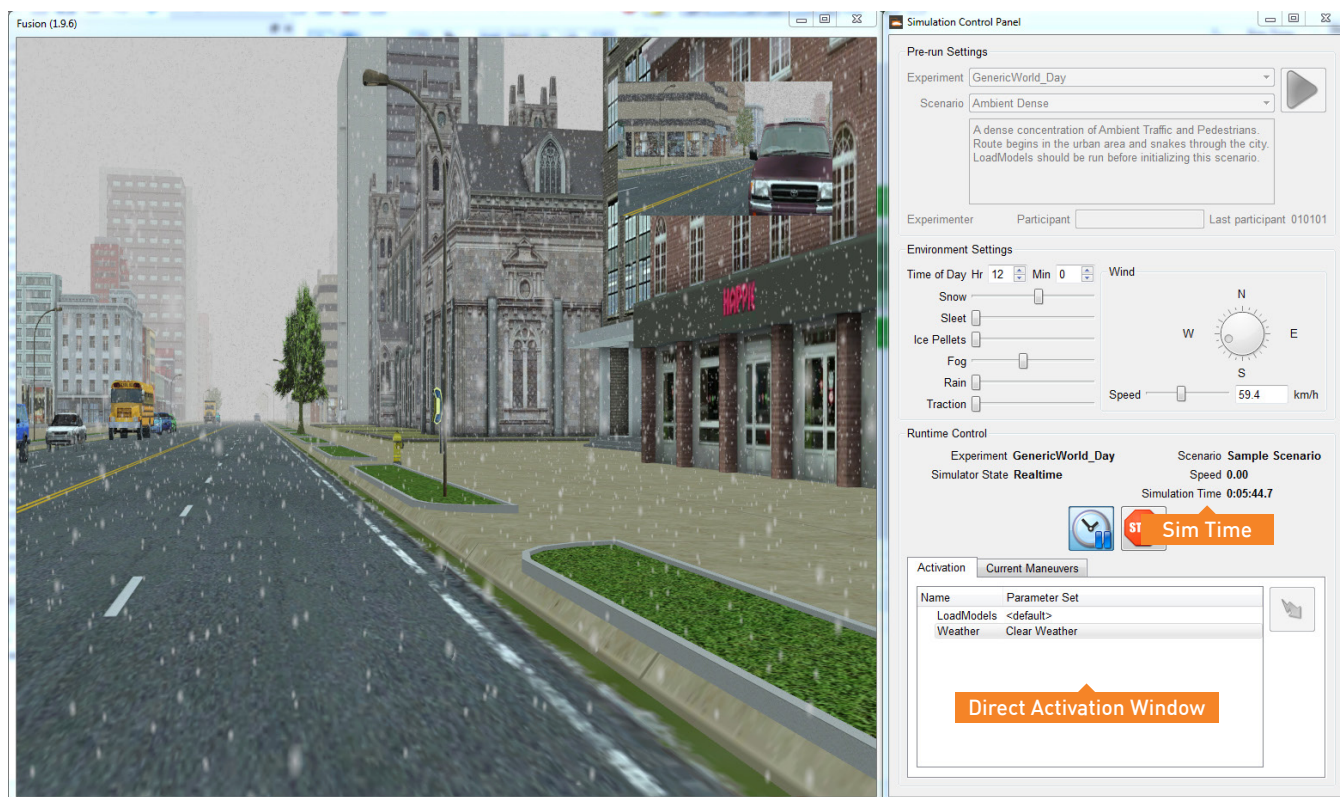 Fusion (1.9.6)
HAPPIE
Simulation Control Panel
Pre-run Settings
Experiment GenericWorld_Day
Scenario Ambient Dense
A dense concentration of Ambient Traffic and Pedestrians.
Route begins in the urban area and snakes through the city.
LoadModels should be run before initializing this scenario.
Experimenter Participant Last participant 010101
Environment Settings
Time of Day Hr 12 Min 0 Wind
Snow
Sleet
Ice Pellets
Fog
Rain
Traction
N
W E
S
Speed 59.4 km/h
Runtime Control
Experiment GenericWorld_Day Scenario Sample Scenario
Simulator State Realtime Speed 0.00
Simulation Time 0:05:44.7
ST
Sim Time
Activation Current Maneuvers
Name Parameter Set
LoadModels <default>
Weather Clear Weather
Direct Activation Window